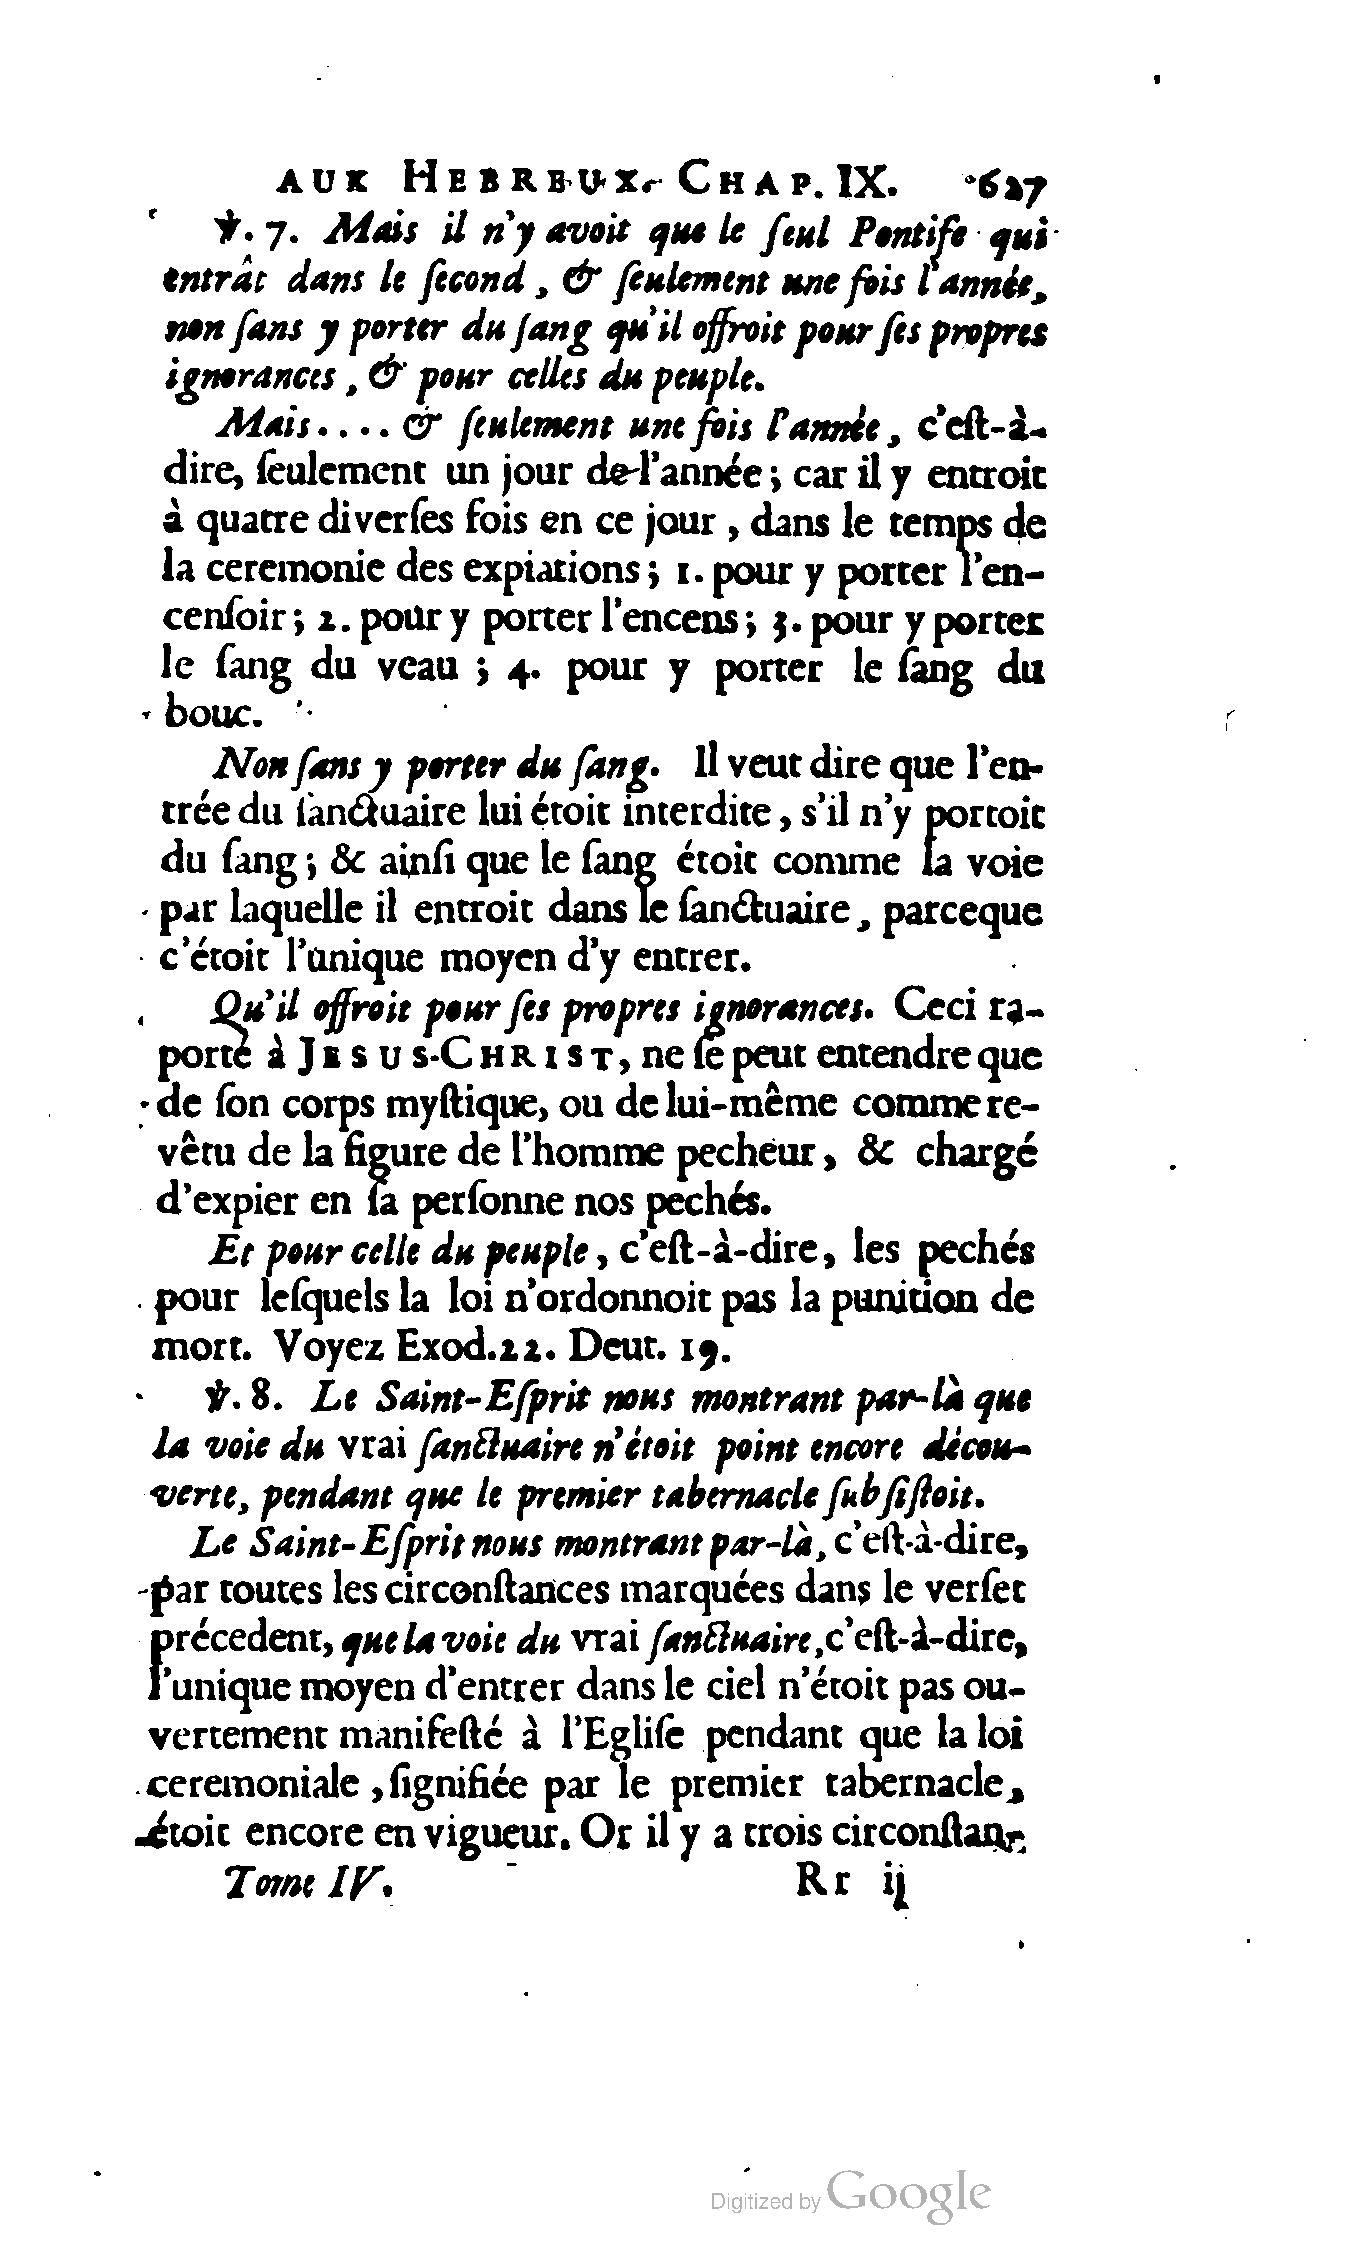 AUX HEBREUX. CHAP. IX. 627
℣. 7. Mais il n'y avoit que le ſeul Pontife qui
entrât dans le ſecond, & ſeulement une fois l'année,
non ſans y porter du ſang qu'il offroit pour ſes propres
ignorances, & pour celles du peuple.
Mais.... & ſeulement une fois l'année, c'eſt-à-
dire, ſeulement un jour de l'année; car il y entroit
à quatre diverſes fois en ce jour, dans le temps de
la ceremonie des expiations; 1. pour y porter l'en-
cenſoir; 2. pour y porter l'encens; 3. pour y porter
le ſang du veau; 4. pour y porter le ſang du
bouc.
Non ſans y porter du ſang. Il veut dire que l'en-
trée du ſanctuaire lui étoit interdite, s'il n'y portoit
du ſang; & ainſi que le ſang étoit comme la voie
par laquelle il entroit dans le ſanctuaire, parceque
c'étoit l'unique moyen d'y entrer.
Qu'il offroit pour ſes propres ignorances. Ceci ra-
porté à JESUS-CHRIST, ne ſe peut entendre que
de ſon corps myſtique, ou de lui-même comme re-
vêtu de la figure de l'homme pecheur, & chargé
d'expier en ſa perſonne nos pechés.
Et pour celle du peuple, c'eſt-à-dire, les pechés
pour leſquels la loi n'ordonnoit pas la punition de
mort. Voyez Exod. 22. Deut. 19.
℣. 8. Le Saint-Eſprit nous montrant par-là que
la voie du vrai ſanctuaire n'étoit point encore décou-
verte, pendant que le premier tabernacle ſubſiſtoit.
Le Saint-Eſprit nous montrant par-là, c'eſt-à-dire,
par toutes les circonſtances marquées dans le verſet
précedent, que la voie du vrai ſanctuaire, c'eſt-à-dire,
l'unique moyen d'entrer dans le ciel n'étoit pas ou-
vertement manifeſté à l'Egliſe pendant que la loi
ceremoniale, ſignifiée par le premier tabernacle,
étoit encore en vigueur. Or il y a trois circonſtan-
Tome IV. Rr ij
Digitized by Google